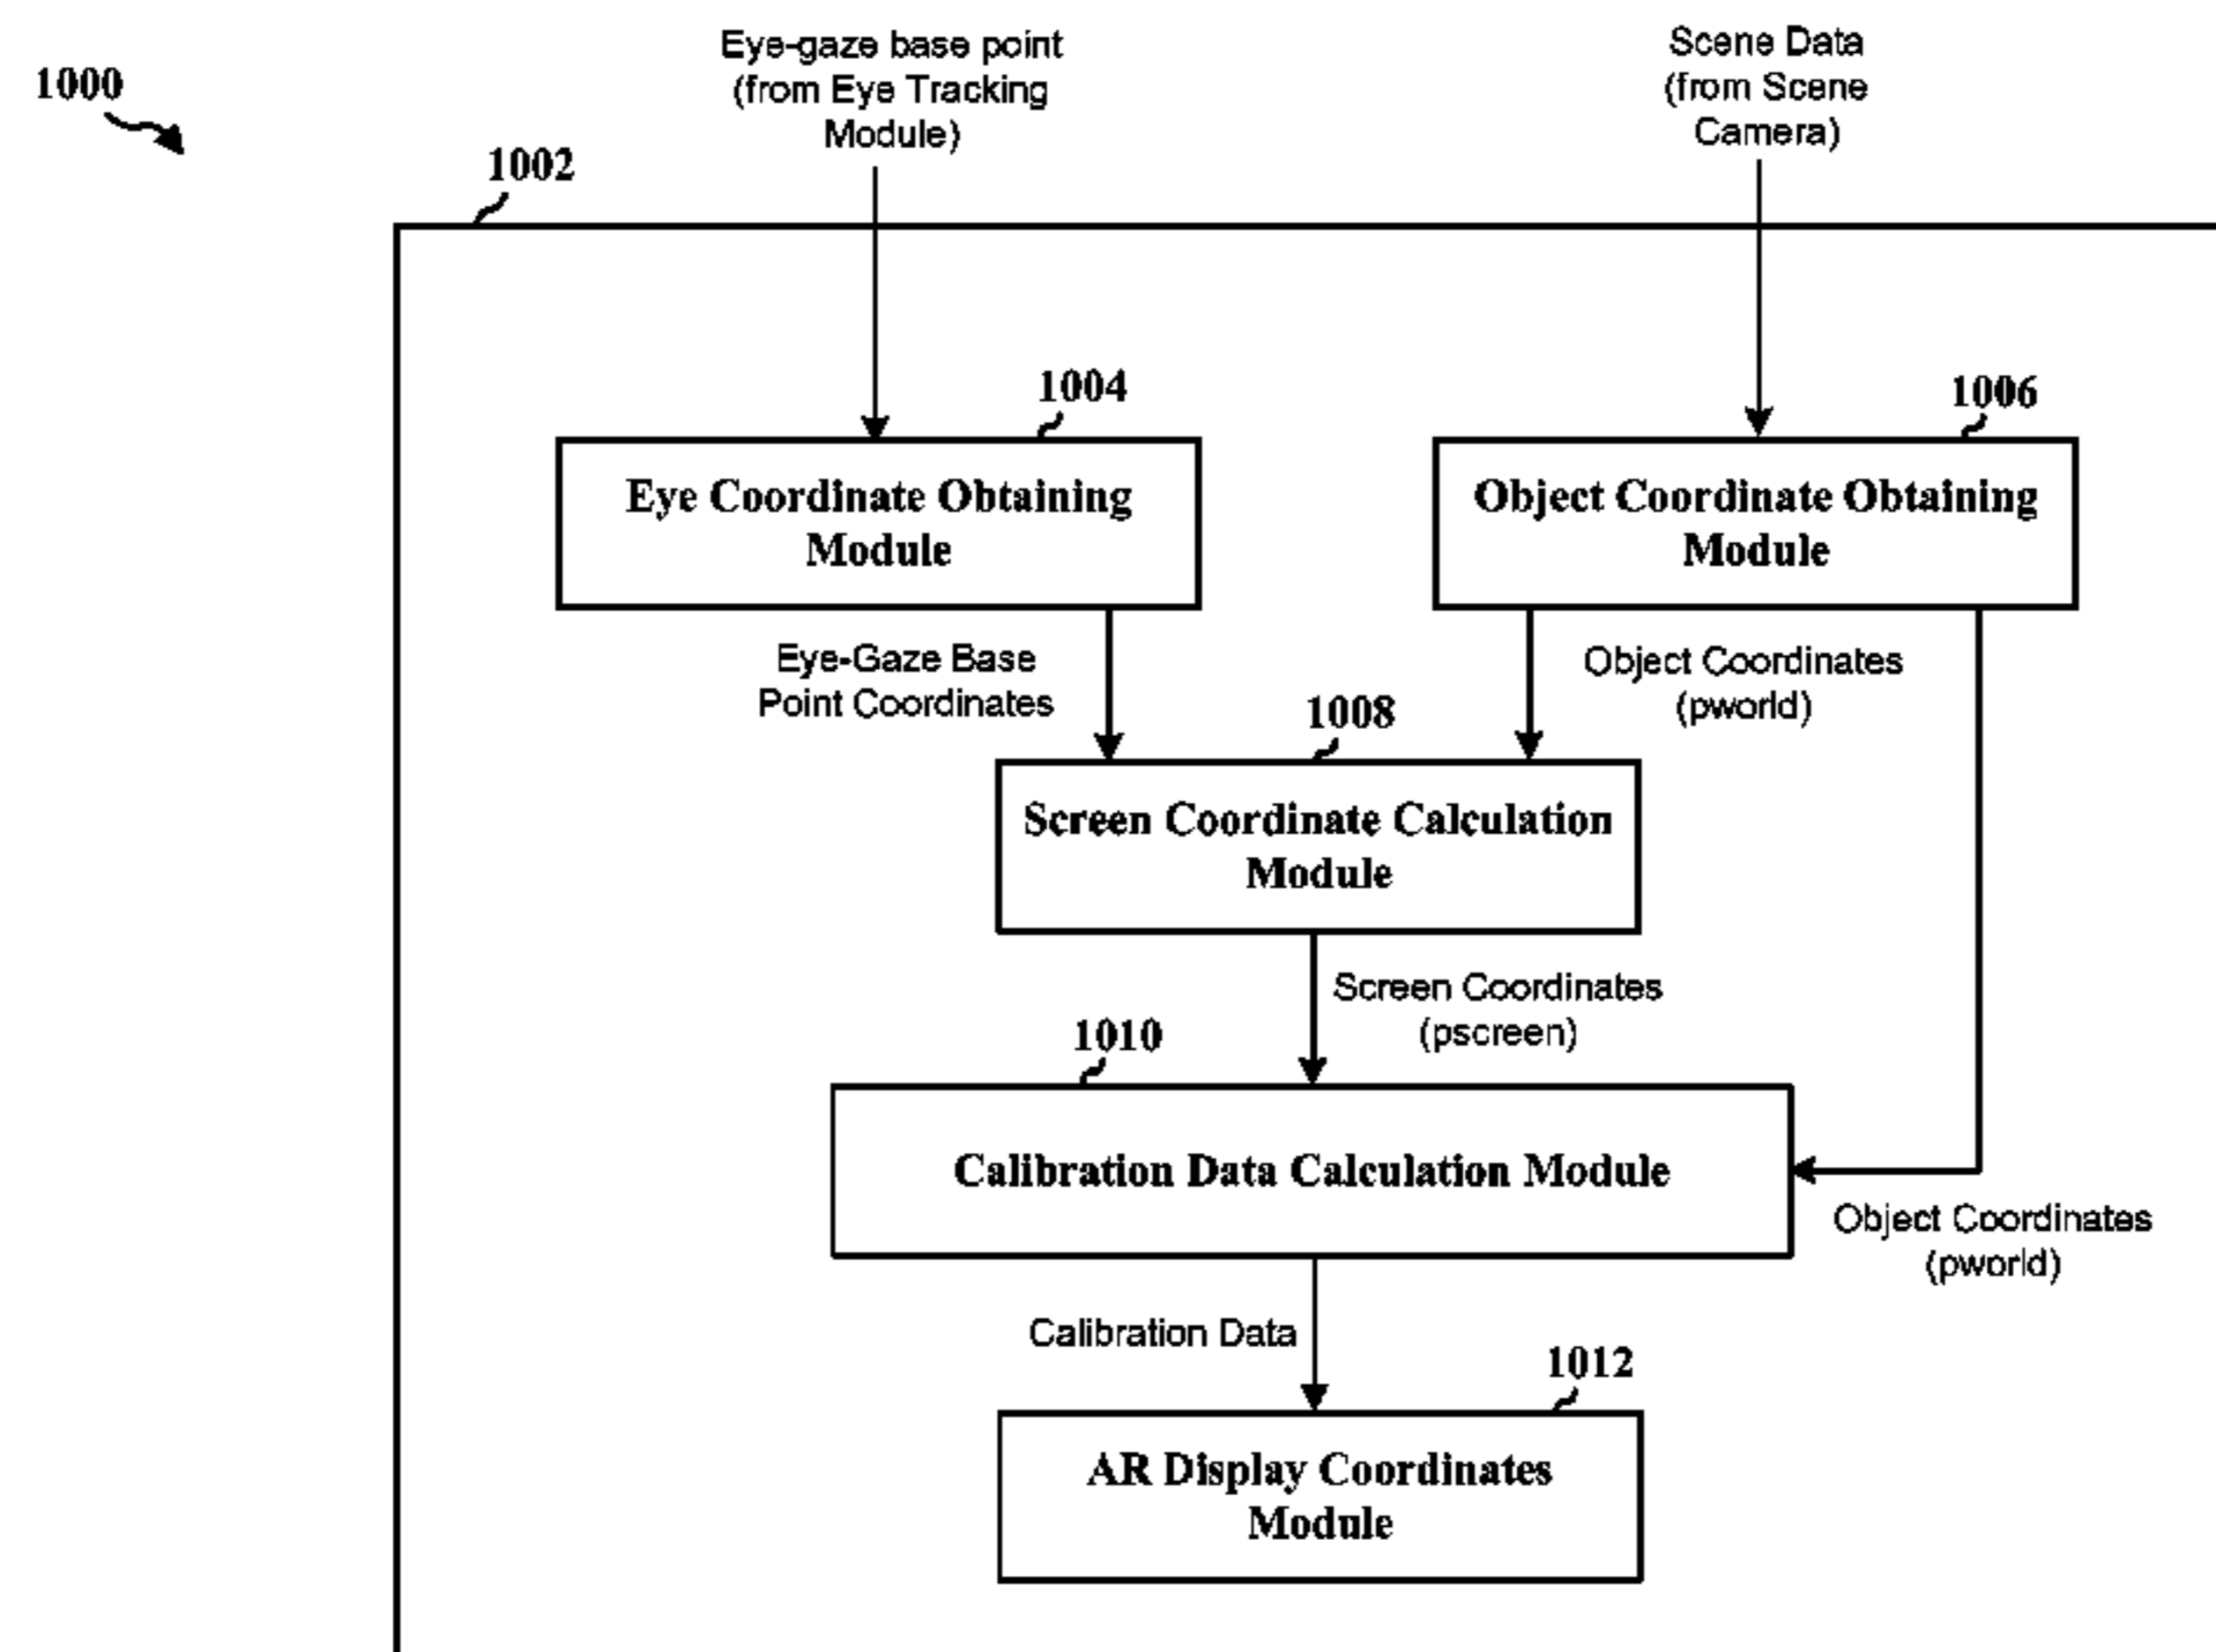 1000
Eye-gaze base point
(from Eye Tracking
Module)
Scene Data
(from Scene
Camera)
1002
1004
1006
Eye Coordinate Obtaining
Module
Object Coordinate Obtaining
Module
Eye-Gaze Base
Point Coordinates
Object Coordinates
(pworld)
1008
Screen Coordinate Calculation
Module
Screen Coordinates
(pscreen)
1010
Calibration Data Calculation Module
Object Coordinates
(pworld)
Calibration Data
1012
AR Display Coordinates
Module